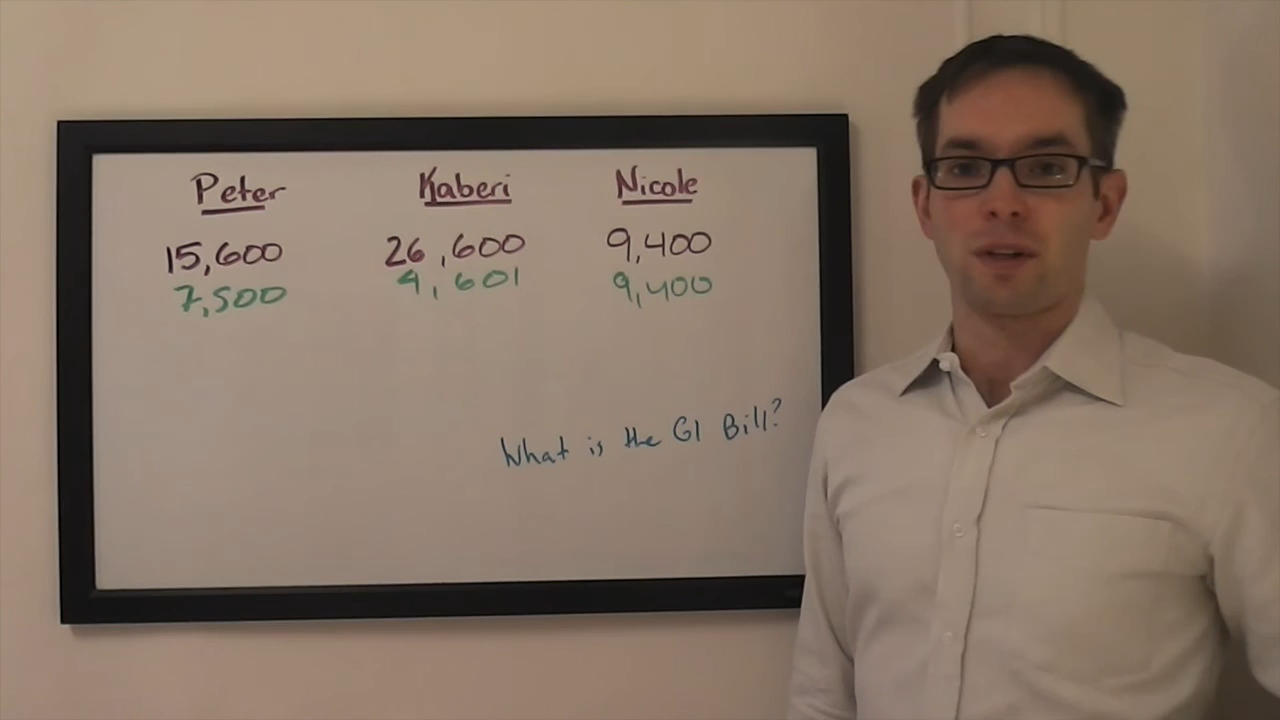 Peter Kaberi Nicole
15,600 26,600 9,400
7,500 4,601 9,400
What is the GI Bill?